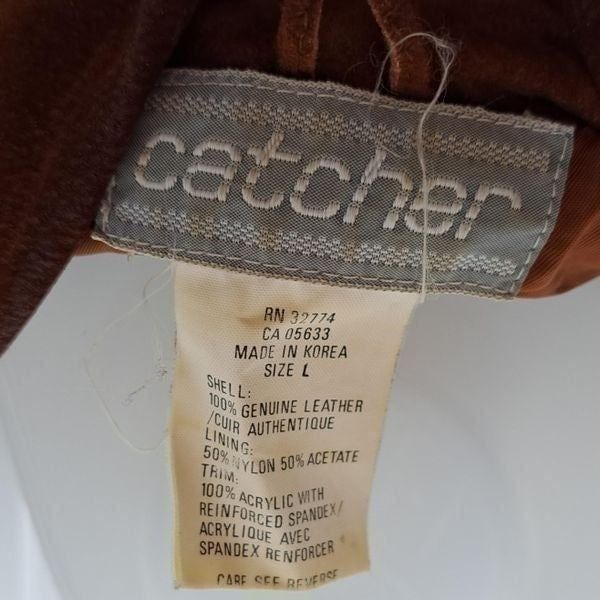 catcher
RN 32774
CA 05633
MADE IN KOREA
SIZE L
SHELL:
100% GENUINE LEATHER
/CUIR AUTHENTIQUE
LINING:
50% NYLON 50% ACETATE
TRIM:
100% ACRYLIC WITH
REINFORCED SPANDEX/
ACRYLIQUE AVEC
SPANDEX RENFORCER
CARE SEE REVERSE